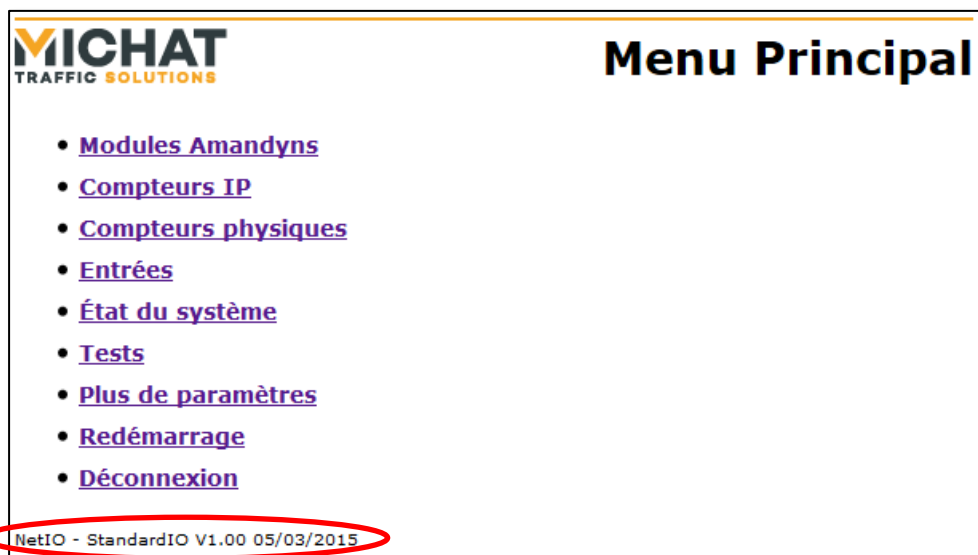 MICHAT
TRAFFIC SOLUTIONS
Menu Principal
Modules Amandyns
Compteurs IP
Compteurs physiques
Entrées
État du système
Tests
Plus de paramètres
Redémarrage
Déconnexion
NetIO - StandardIO V1.00 05/03/2015